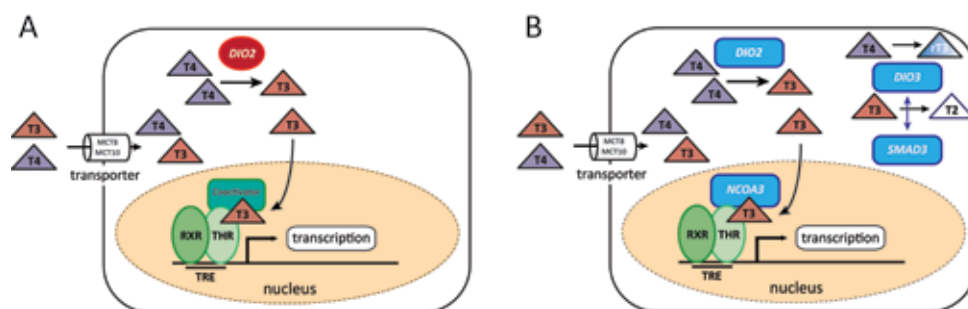 A
DIO2
T4
T4
T3
T3
T3
T4
MCT8
MCT10
transporter
T4
T3
Coactivator
T3
RXR
THR
transcription
TRE
nucleus
B
DIO2
T4
T4
T3
T4
rT3
DIO3
T3
T2
SMAD3
T3
T3
T4
MCT8
MCT10
transporter
T4
T3
NCOA3
T3
RXR
THR
transcription
TRE
nucleus